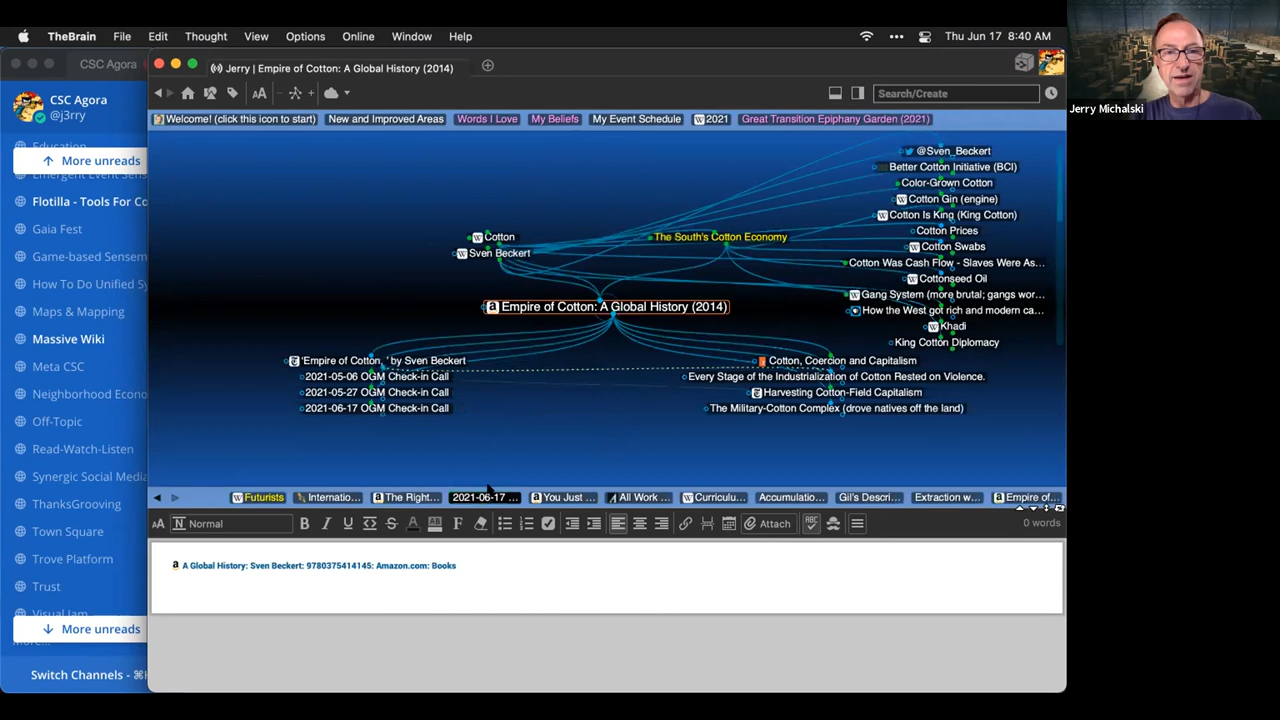 TheBrain File Edit Thought View Options Online Window Help Thu Jun 17 8:40 AM
CSC Agora
Jerry | Empire of Cotton: A Global History (2014)
CSC Agora
@j3rry
Search/Create
Jerry Michalski
Welcome! (click this icon to start) New and Improved Areas Words I Love My Beliefs My Event Schedule 2021 Great Transition Epiphany Garden (2021)
Education
More unreads
Emergent Event Sens
Flotilla - Tools For Co
Gaia Fest
Game-based Sensem
How To Do Unified Sy
Maps & Mapping
Massive Wiki
Meta CSC
Neighborhood Econo
Off-Topic
Read-Watch-Listen
Synergic Social Media
ThanksGrooving
Town Square
Trove Platform
Trust
Visual Jam
More unreads
More...
Switch Channels - ⌘K
@Sven_Beckert
Better Cotton Initiative (BCI)
Color-Grown Cotton
Cotton Gin (engine)
Cotton Is King (King Cotton)
Cotton Prices
Cotton Swabs
Cotton Was Cash Flow - Slaves Were As...
Cottonseed Oil
Gang System (more brutal; gangs wor...
How the West got rich and modern ca...
Khadi
King Cotton Diplomacy
Cotton
Sven Beckert
The South's Cotton Economy
Empire of Cotton: A Global History (2014)
'Empire of Cotton, ' by Sven Beckert
2021-05-06 OGM Check-in Call
2021-05-27 OGM Check-in Call
2021-06-17 OGM Check-in Call
Cotton, Coercion and Capitalism
Every Stage of the Industrialization of Cotton Rested on Violence.
Harvesting Cotton-Field Capitalism
The Military-Cotton Complex (drove natives off the land)
Futurists Internatio... The Right... 2021-06-17 ... You Just ... All Work ... Curriculu... Accumulatio... Gil's Descri... Extraction w... Empire of...
Normal B I U S A F Attach 0 words
A Global History: Sven Beckert: 9780375414145: Amazon.com: Books